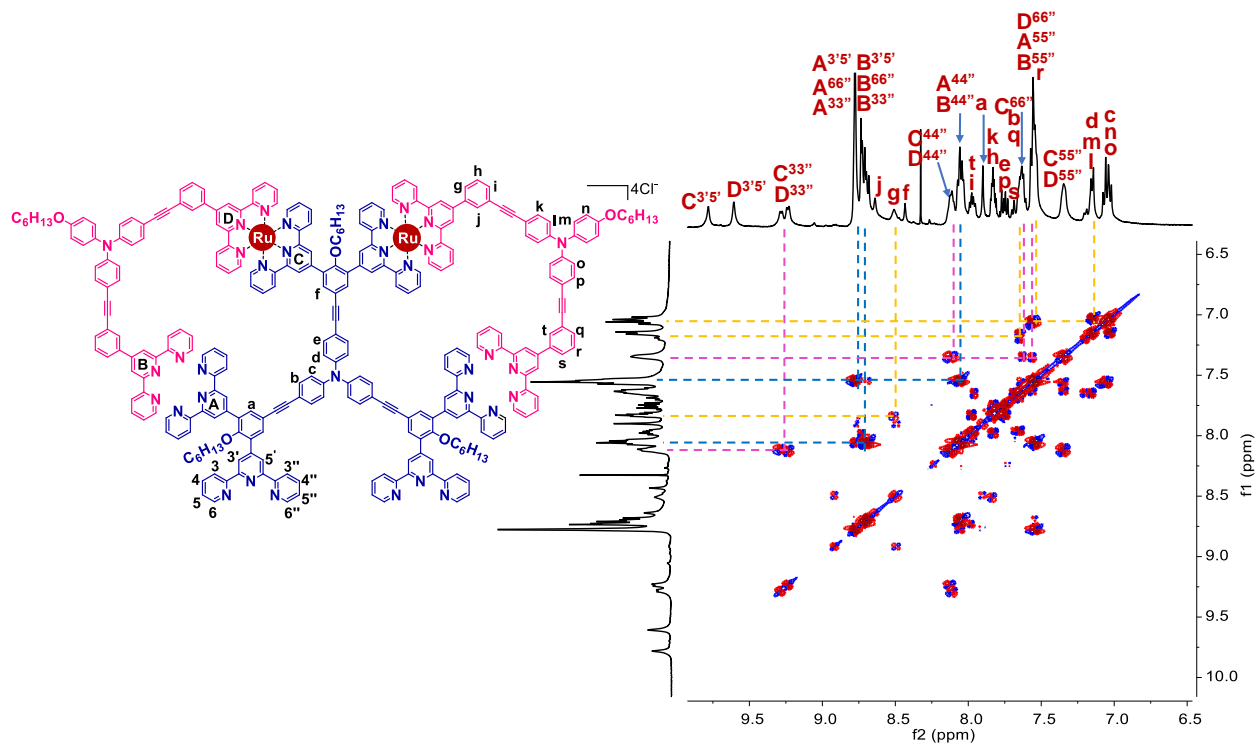 D⁶⁶"
A⁵⁵"
B⁵⁵"
r
A³'⁵' B³'⁵'
A⁶⁶" B⁶⁶"
A³³" B³³"
A⁴⁴"
B⁴⁴"
a
C⁶⁶"
b
q
d
m
l
c
n
o
C⁴⁴"
D⁴⁴"
k
h
t
i
e
p
s
C³³"
D³³"
C⁵⁵"
D⁵⁵"
C³'⁵'
D³'⁵'
j
g
f
4Cl⁻
h
g
i
j
k
l
m
n
OC₆H₁₃
C₆H₁₃O
N
D
Ru
OC₆H₁₃
Ru
C
N
o
p
f
t
q
r
s
e
d
B
A
a
b
c
N
C₆H₁₃O
OC₆H₁₃
3'
5'
3
3"
4
4"
5
5"
6
6"
6.5
7.0
7.5
8.0
8.5
9.0
9.5
10.0
f1 (ppm)
9.5 9.0 8.5 8.0 7.5 7.0 6.5
f2 (ppm)